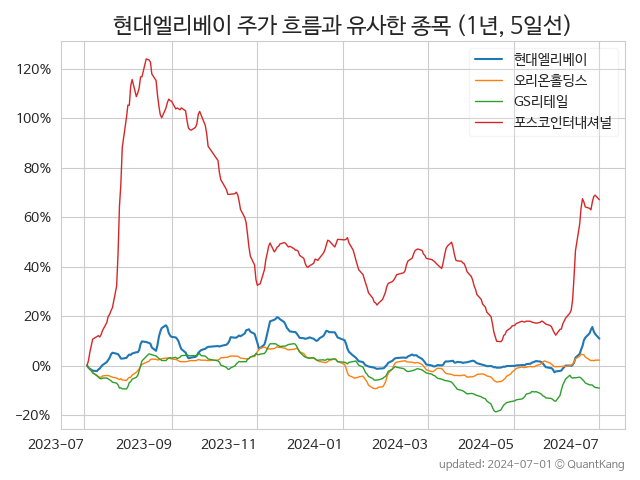 현대엘리베이 주가 흐름과 유사한 종목 (1년, 5일선)
현대엘리베이
오리온홀딩스
GS리테일
포스코인터내셔널
120%
100%
80%
60%
40%
20%
0%
−20%
2023-07 2023-09 2023-11 2024-01 2024-03 2024-05 2024-07
updated: 2024-07-01 © QuantKang